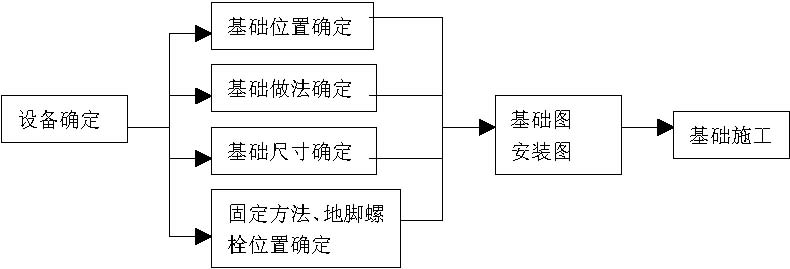 设备确定
基础位置确定
基础做法确定
基础尺寸确定
固定方法、地脚螺
栓位置确定
基础图
安装图
基础施工